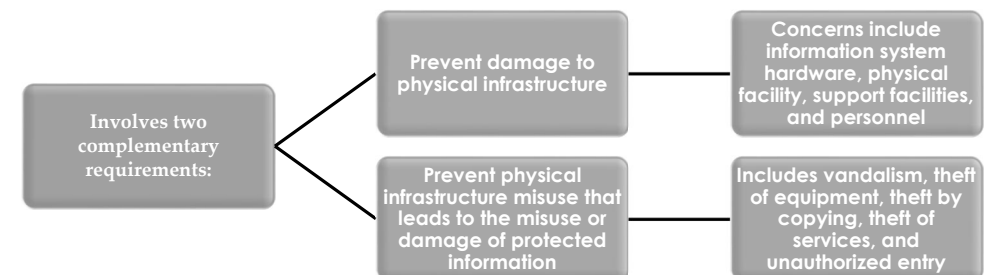 Involves two
complementary
requirements:
Prevent damage to
physical infrastructure
Concerns include
information system
hardware, physical
facility, support facilities,
and personnel
Prevent physical
infrastructure misuse that
leads to the misuse or
damage of protected
information
Includes vandalism, theft
of equipment, theft by
copying, theft of
services, and
unauthorized entry